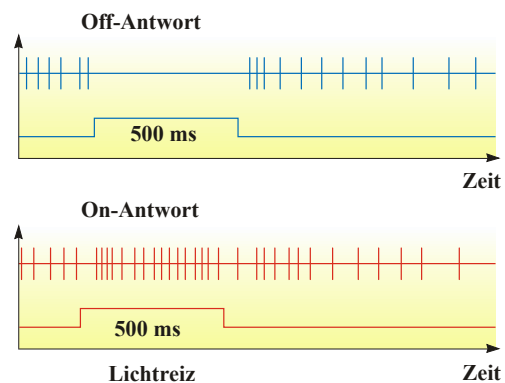 Off-Antwort
500 ms
Zeit
On-Antwort
500 ms
Lichtreiz
Zeit